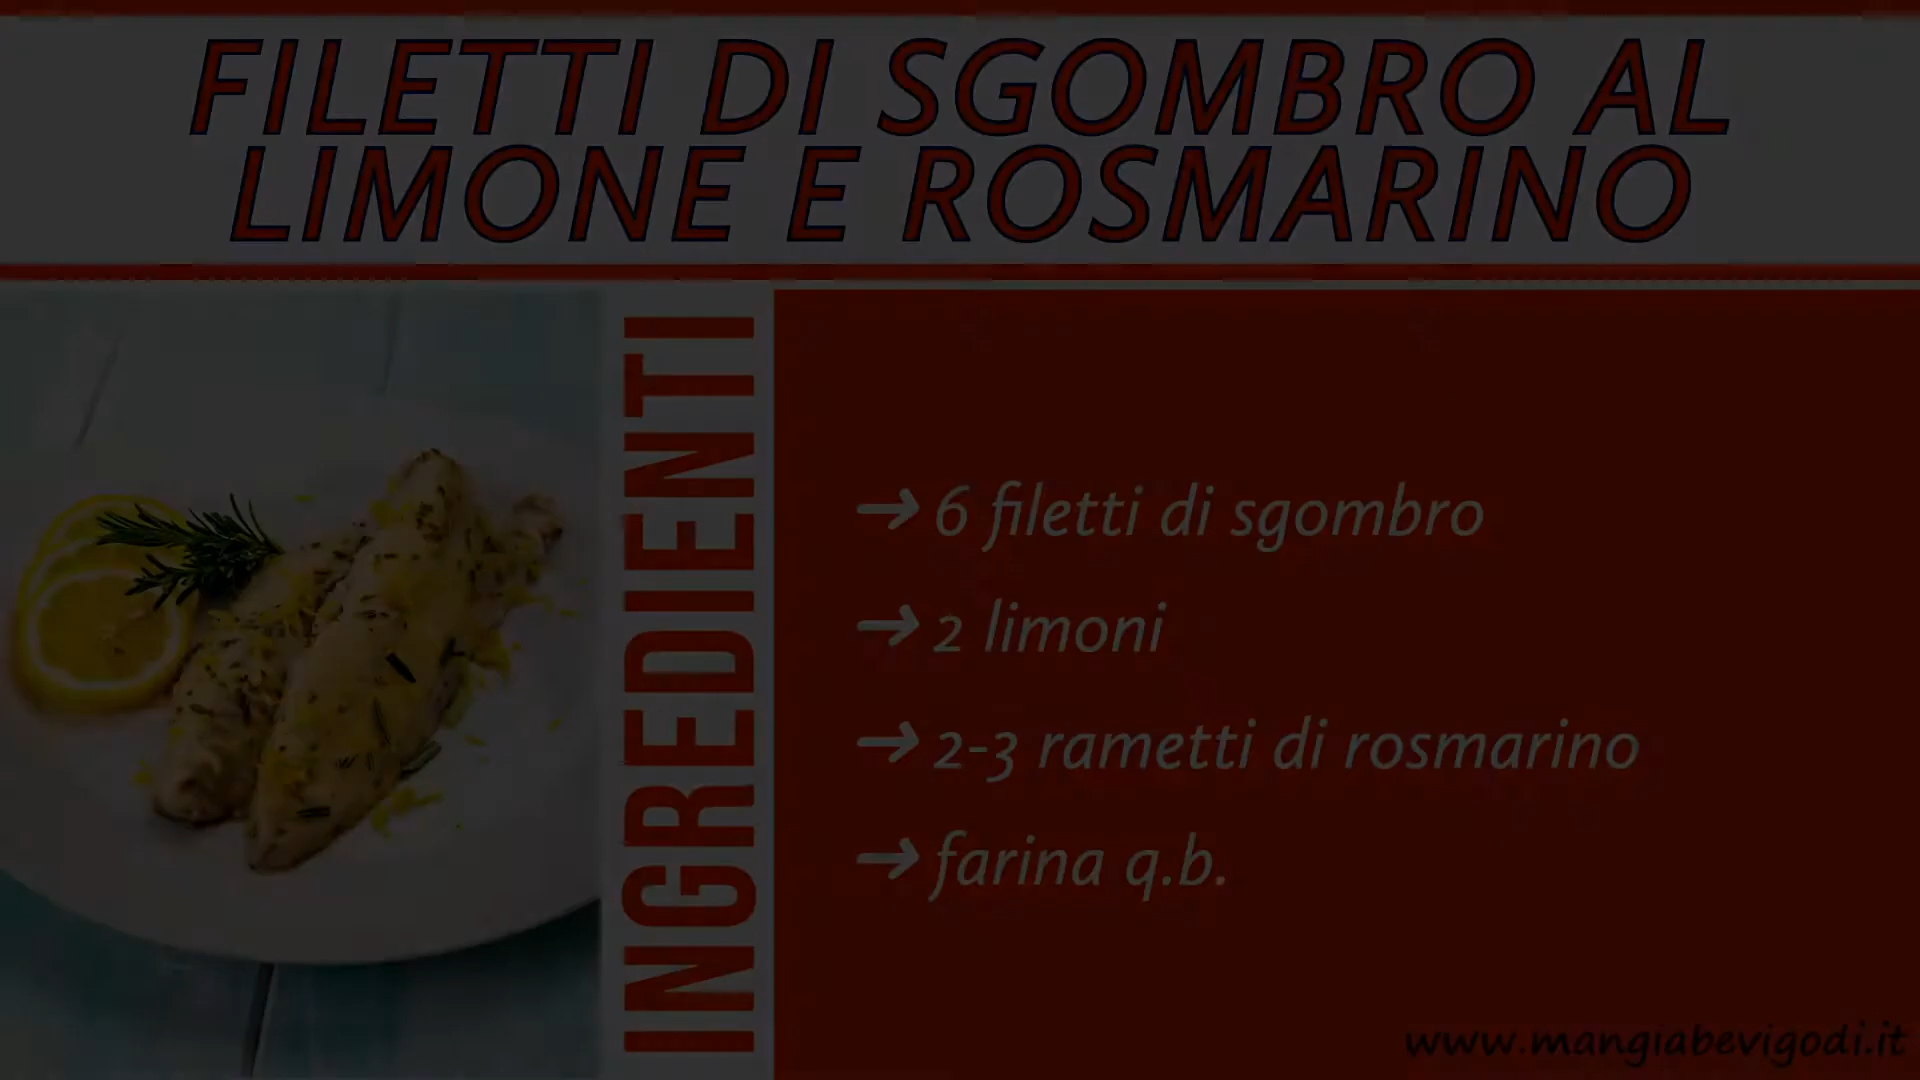 FILETTI DI SGOMBRO AL
LIMONE E ROSMARINO
INGREDIENTI
➔ 6 filetti di sgombro
➔ 2 limoni
➔ 2-3 rametti di rosmarino
➔ farina q.b.
www.mangiabevigodi.it